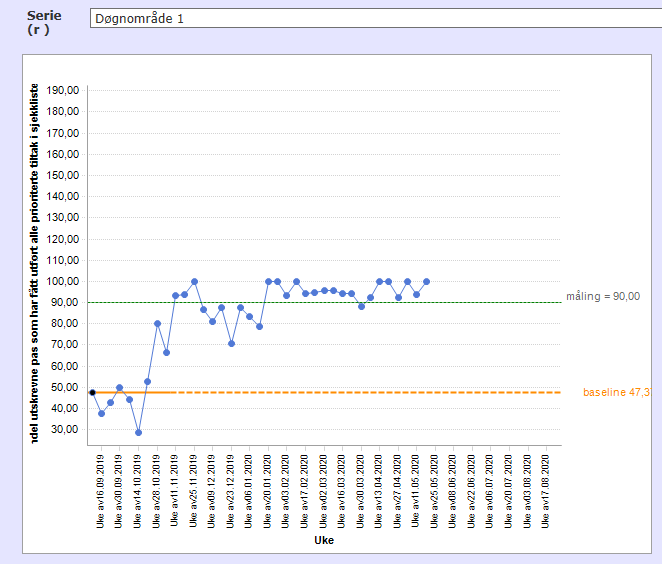 Serie
(r )
Døgnområde 1
ndel utskrevne pas som har fått utfort alle prioriterte tiltak i sjekkliste
190,00
180,00
170,00
160,00
150,00
140,00
130,00
120,00
110,00
100,00
90,00
80,00
70,00
60,00
50,00
40,00
30,00
måling = 90,00
baseline 47,37
Uke av16.09.2019
Uke av30.09.2019
Uke av14.10.2019
Uke av28.10.2019
Uke av11.11.2019
Uke av25.11.2019
Uke av09.12.2019
Uke av23.12.2019
Uke av06.01.2020
Uke av20.01.2020
Uke av03.02.2020
Uke av17.02.2020
Uke av02.03.2020
Uke av16.03.2020
Uke av30.03.2020
Uke av13.04.2020
Uke av27.04.2020
Uke av11.05.2020
Uke av25.05.2020
Uke av08.06.2020
Uke av22.06.2020
Uke av06.07.2020
Uke av20.07.2020
Uke av03.08.2020
Uke av17.08.2020
Uke